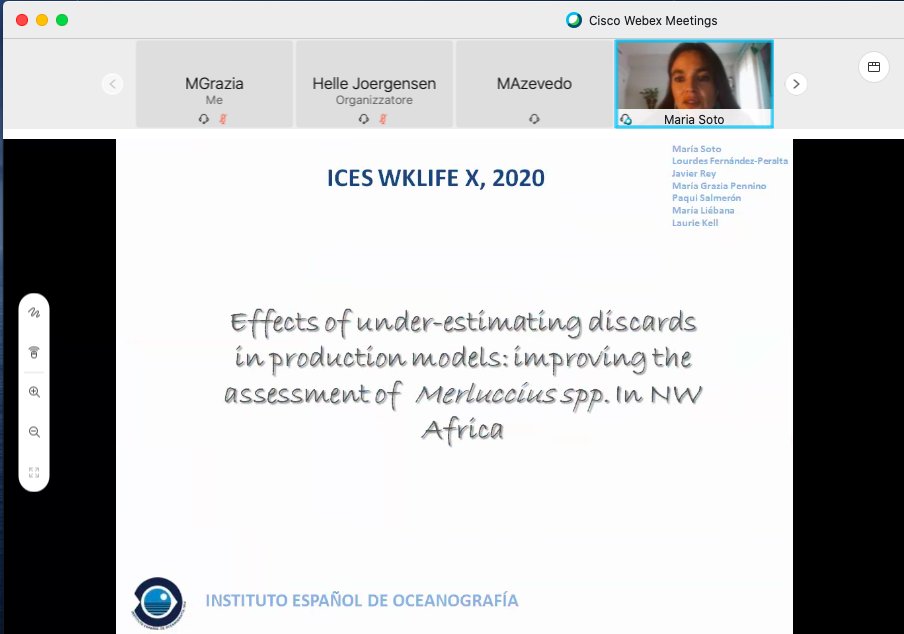 Cisco Webex Meetings
MGrazia
Me
Helle Joergensen
Organizzatore
MAzevedo
Maria Soto
María Soto
Lourdes Fernández-Peralta
Javier Rey
María Grazia Pennino
Paqui Salmerón
María Liébana
Laurie Kell
ICES WKLIFE X, 2020
Effects of under-estimating discards
in production models: improving the
assessment of Merluccius spp. In NW
Africa
INSTITUTO ESPAÑOL DE OCEANOGRAFÍA